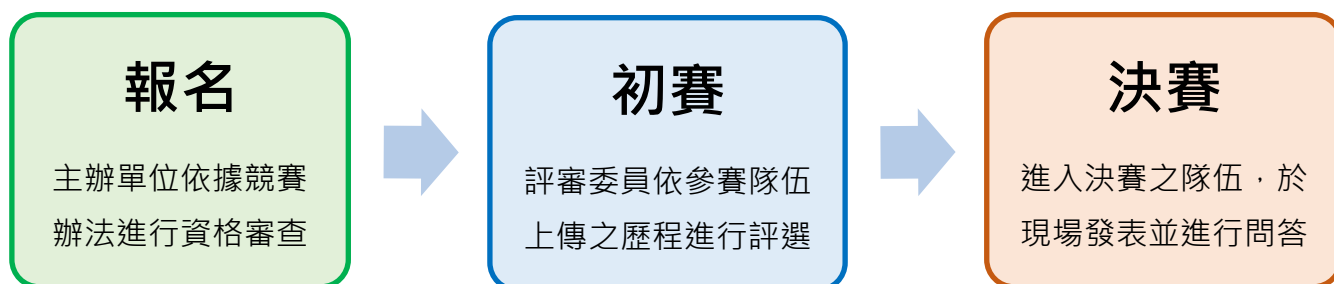 報名
主辦單位依據競賽
辦法進行資格審查
初賽
評審委員依參賽隊伍
上傳之歷程進行評選
決賽
進入決賽之隊伍，於
現場發表並進行問答